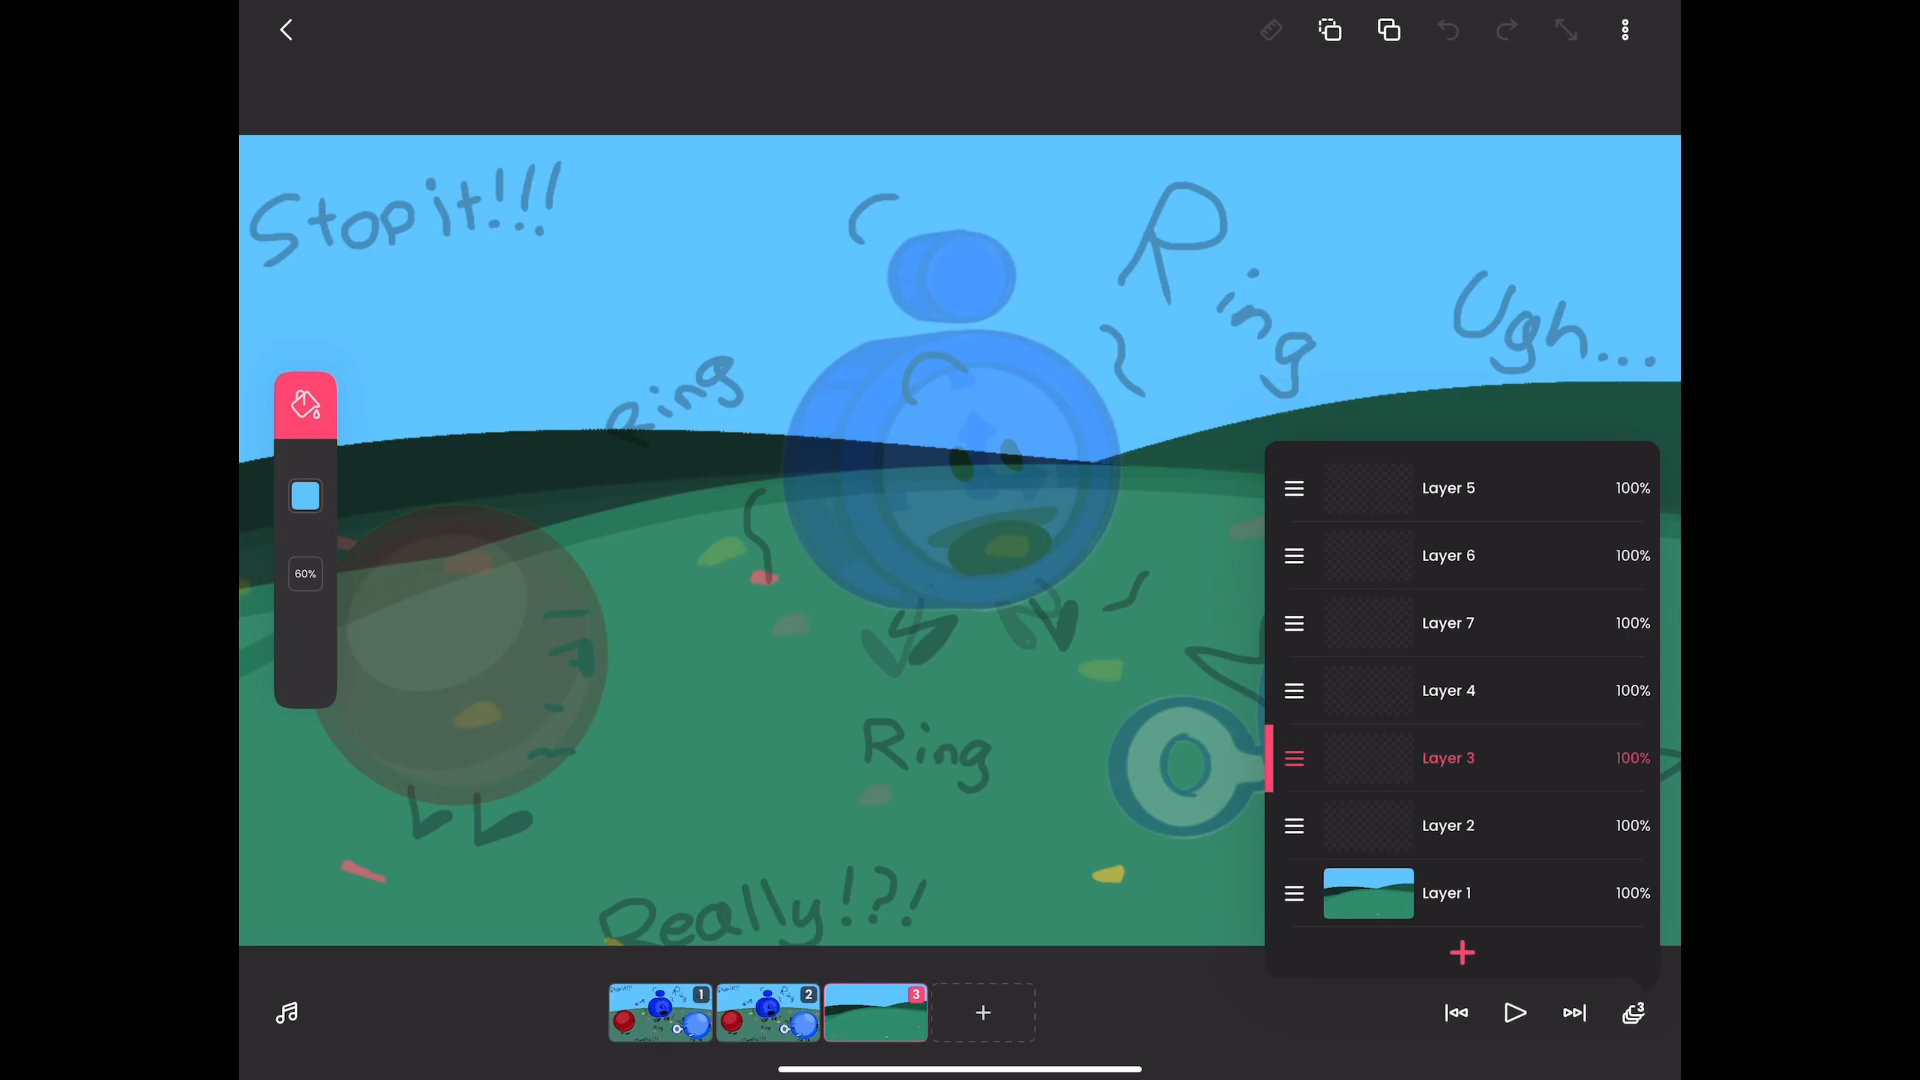 Stop it!!!
Ring
Ugh...
Ring
60%
Ring
Really!?!
Layer 5 100%
Layer 6 100%
Layer 7 100%
Layer 4 100%
Layer 3 100%
Layer 2 100%
Layer 1 100%
1
2
3
3